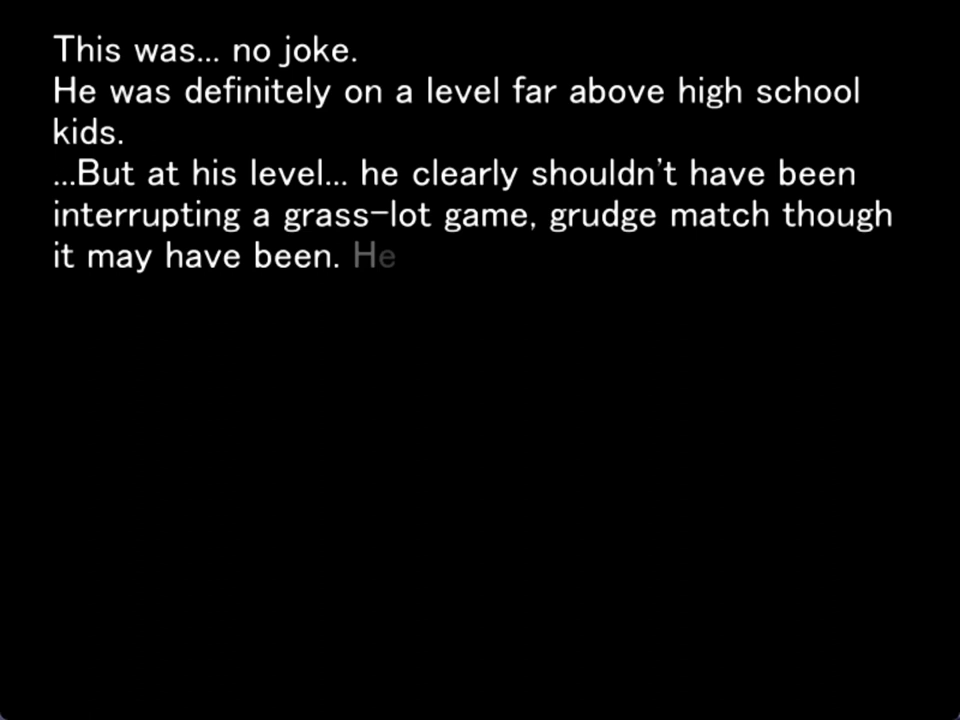 This was... no joke.
He was definitely on a level far above high school
kids.
...But at his level... he clearly shouldn't have been
interrupting a grass-lot game, grudge match though
it may have been. He